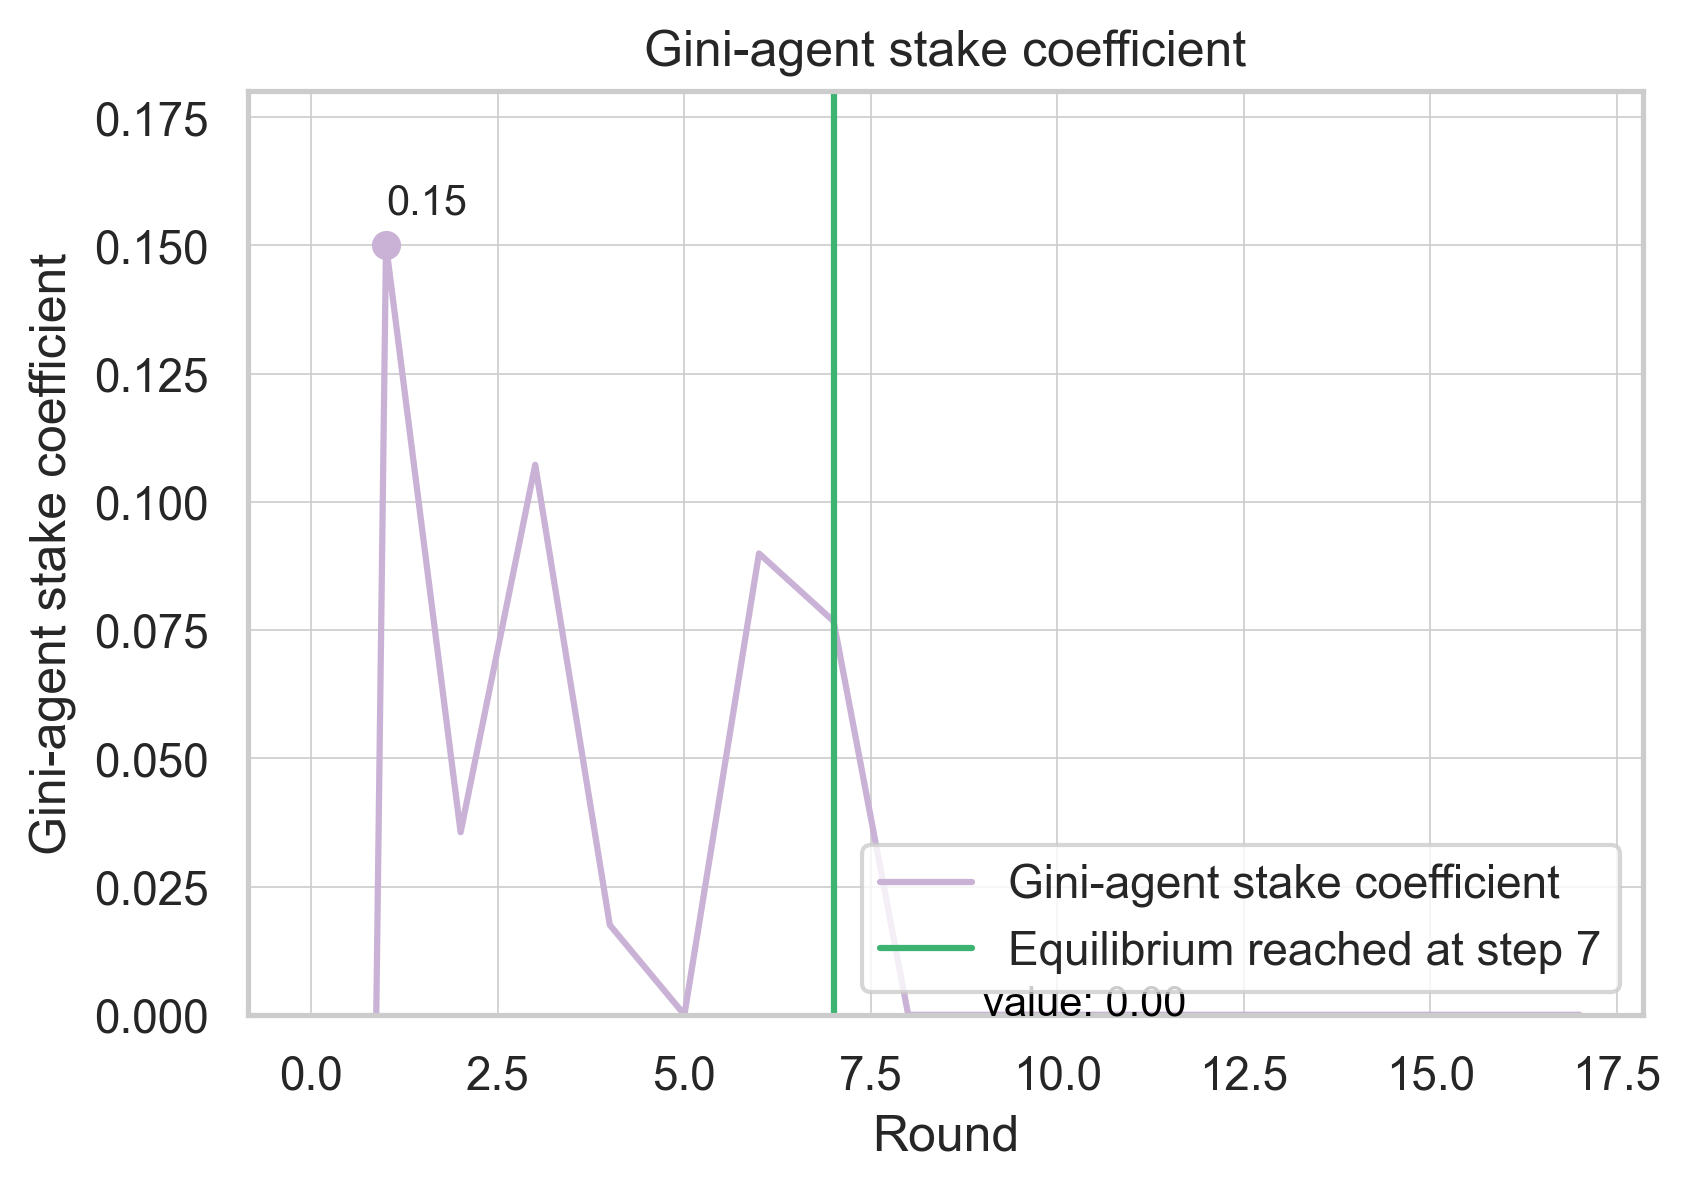 Gini-agent stake coefficient
0.175
0.150
0.125
0.100
0.075
0.050
0.025
0.000
Gini-agent stake coefficient
0.15
Gini-agent stake coefficient
Equilibrium reached at step 7
value: 0.00
0.0 2.5 5.0 7.5 10.0 12.5 15.0 17.5
Round